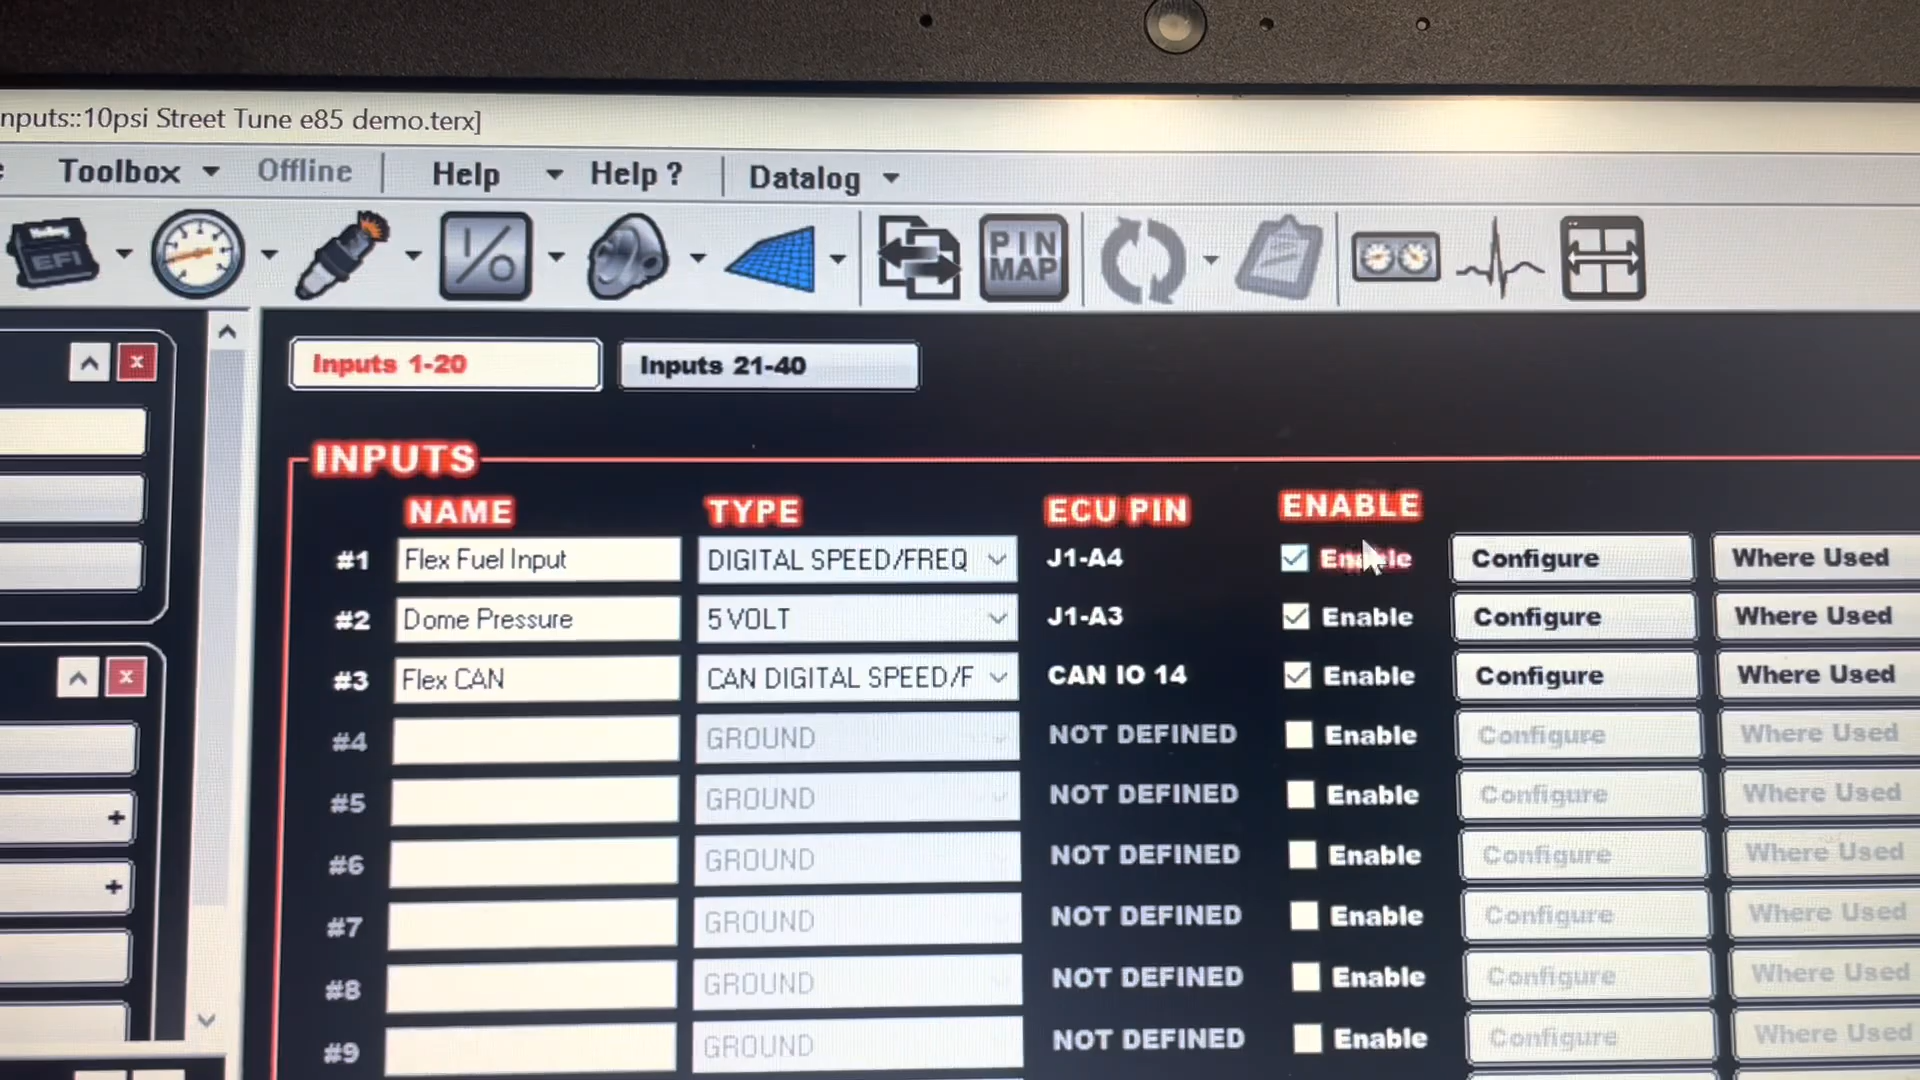 nputs::10psi Street Tune e85 demo.terx]
Toolbox Offline Help Help ? Datalog
Holley EFI
I/O
PIN MAP
Inputs 1-20 Inputs 21-40
INPUTS
NAME TYPE ECU PIN ENABLE
#1 Flex Fuel Input DIGITAL SPEED/FREQ J1-A4 Enable Configure Where Used
#2 Dome Pressure 5 VOLT J1-A3 Enable Configure Where Used
#3 Flex CAN CAN DIGITAL SPEED/F CAN IO 14 Enable Configure Where Used
#4 GROUND NOT DEFINED Enable Configure Where Used
#5 GROUND NOT DEFINED Enable Configure Where Used
#6 GROUND NOT DEFINED Enable Configure Where Used
#7 GROUND NOT DEFINED Enable Configure Where Used
#8 GROUND NOT DEFINED Enable Configure Where Used
#9 GROUND NOT DEFINED Enable Configure Where Used